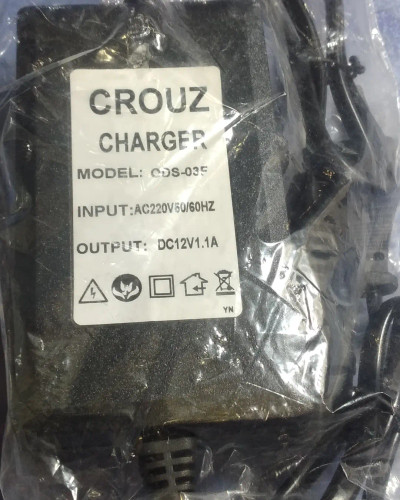 CROUZ
CHARGER
MODEL: CDS-035
INPUT:AC220V50/60HZ
OUTPUT: DC12V1.1A
YN